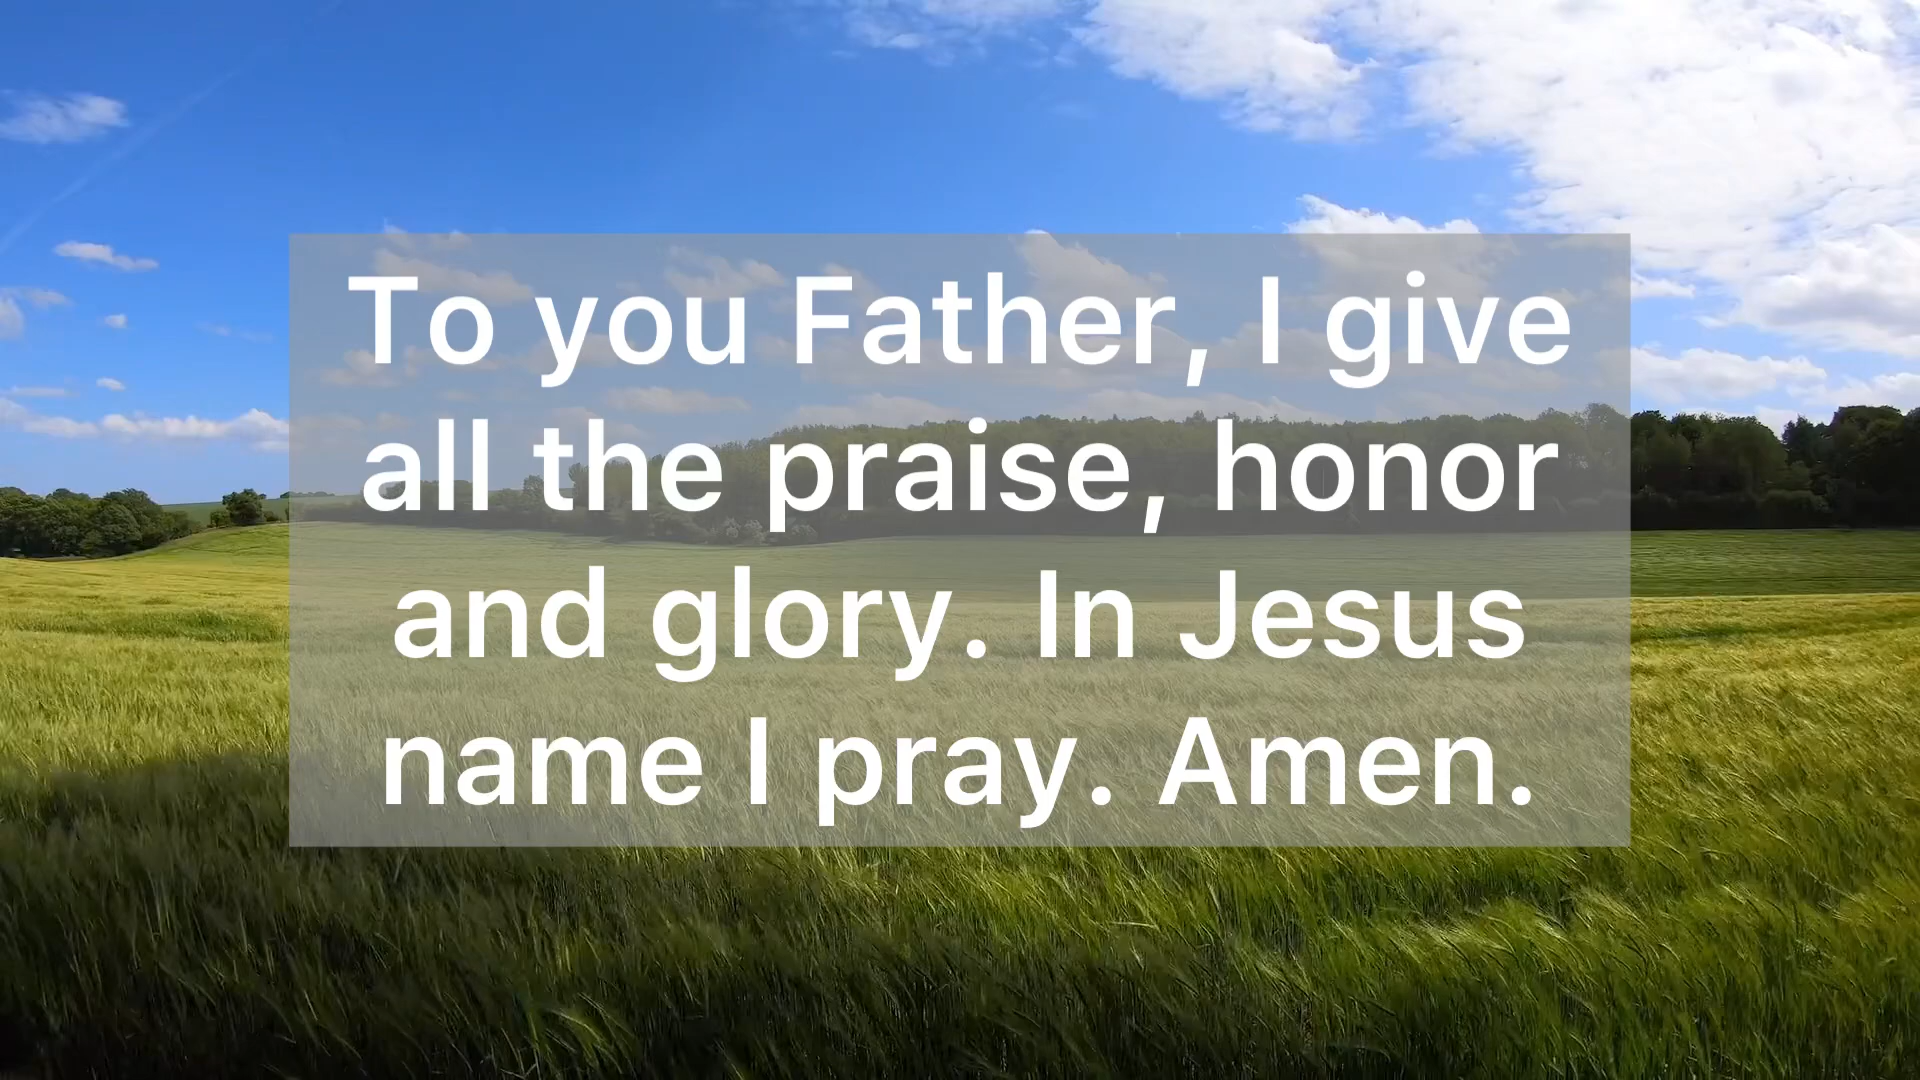 To you Father, I give
all the praise, honor
and glory. In Jesus
name I pray. Amen.